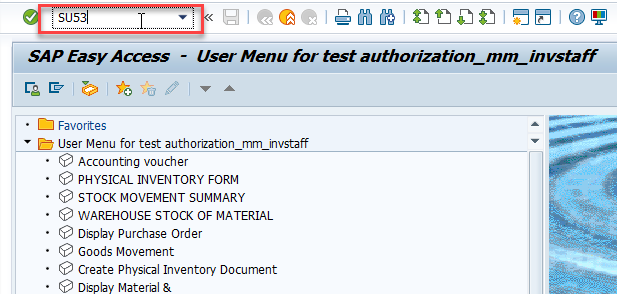 SU53
SAP Easy Access - User Menu for test authorization_mm_invstaff
Favorites
User Menu for test authorization_mm_invstaff
Accounting voucher
PHYSICAL INVENTORY FORM
STOCK MOVEMENT SUMMARY
WAREHOUSE STOCK OF MATERIAL
Display Purchase Order
Goods Movement
Create Physical Inventory Document
Display Material &